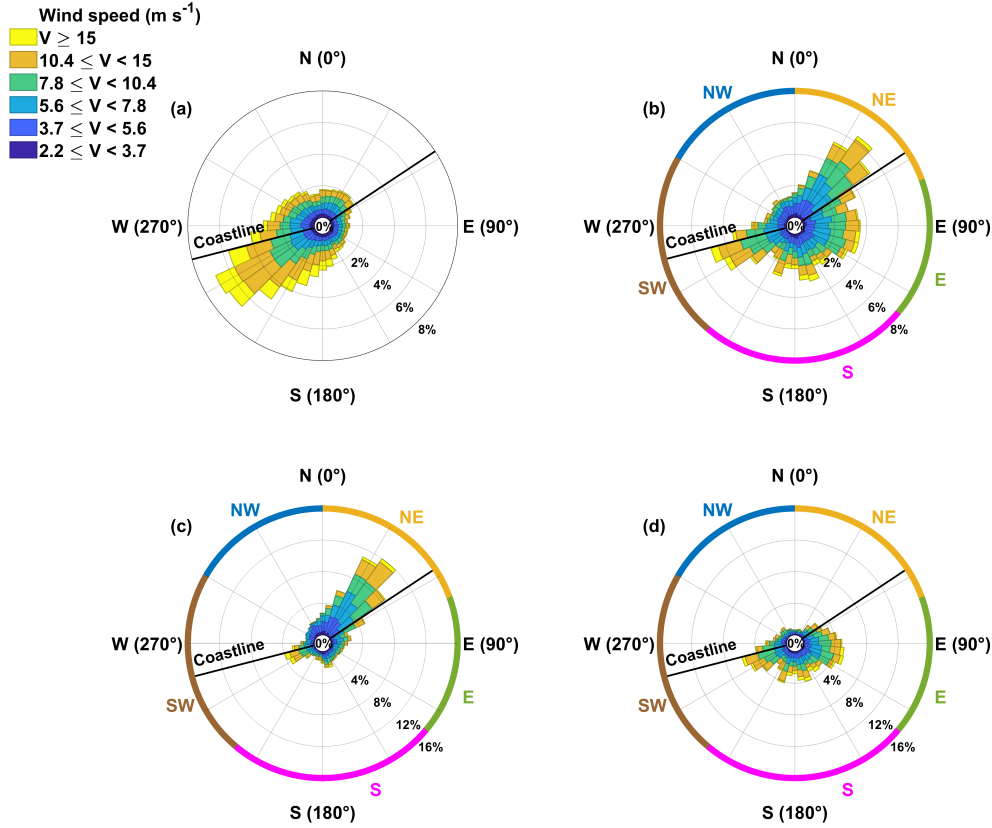 Wind speed (m s⁻¹)
V ≥ 15
10.4 ≤ V < 15
7.8 ≤ V < 10.4
5.6 ≤ V < 7.8
3.7 ≤ V < 5.6
2.2 ≤ V < 3.7
(a)
N (0°)
W (270°)
E (90°)
S (180°)
Coastline
0%
2%
4%
6%
8%
(b)
N (0°)
NW
NE
W (270°)
E (90°)
Coastline
0%
2%
4%
6%
8%
SW
E
S
S (180°)
(c)
N (0°)
NW
NE
W (270°)
E (90°)
Coastline
0%
4%
8%
12%
16%
SW
E
S
S (180°)
(d)
N (0°)
NW
NE
W (270°)
E (90°)
Coastline
0%
4%
8%
12%
16%
SW
E
S
S (180°)